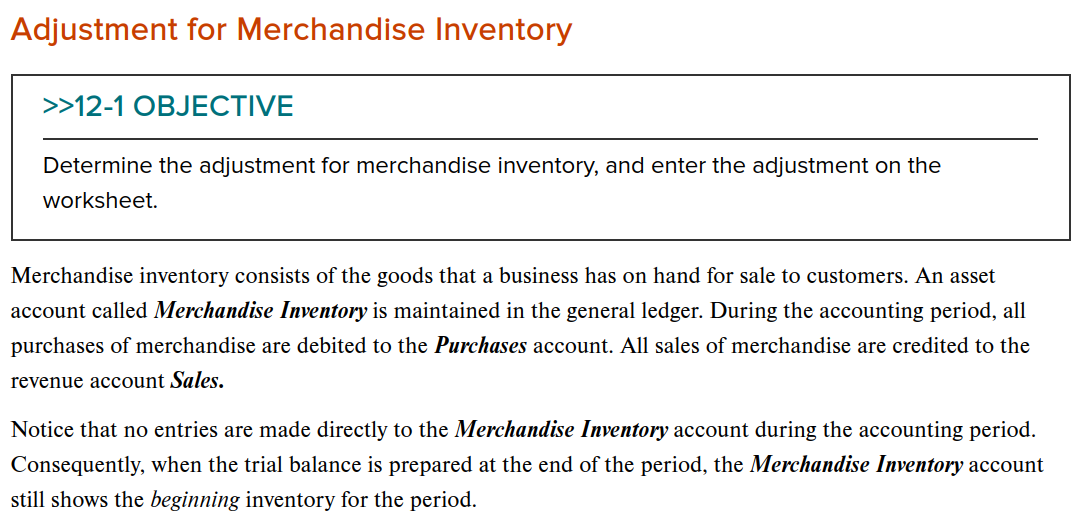 Adjustment for Merchandise Inventory
>>12-1 OBJECTIVE
Determine the adjustment for merchandise inventory, and enter the adjustment on the
worksheet.
Merchandise inventory consists of the goods that a business has on hand for sale to customers. An asset
account called Merchandise Inventory is maintained in the general ledger. During the accounting period, all
purchases of merchandise are debited to the Purchases account. All sales of merchandise are credited to the
revenue account Sales.
Notice that no entries are made directly to the Merchandise Inventory account during the accounting period.
Consequently, when the trial balance is prepared at the end of the period, the Merchandise Inventory account
still shows the beginning inventory for the period.